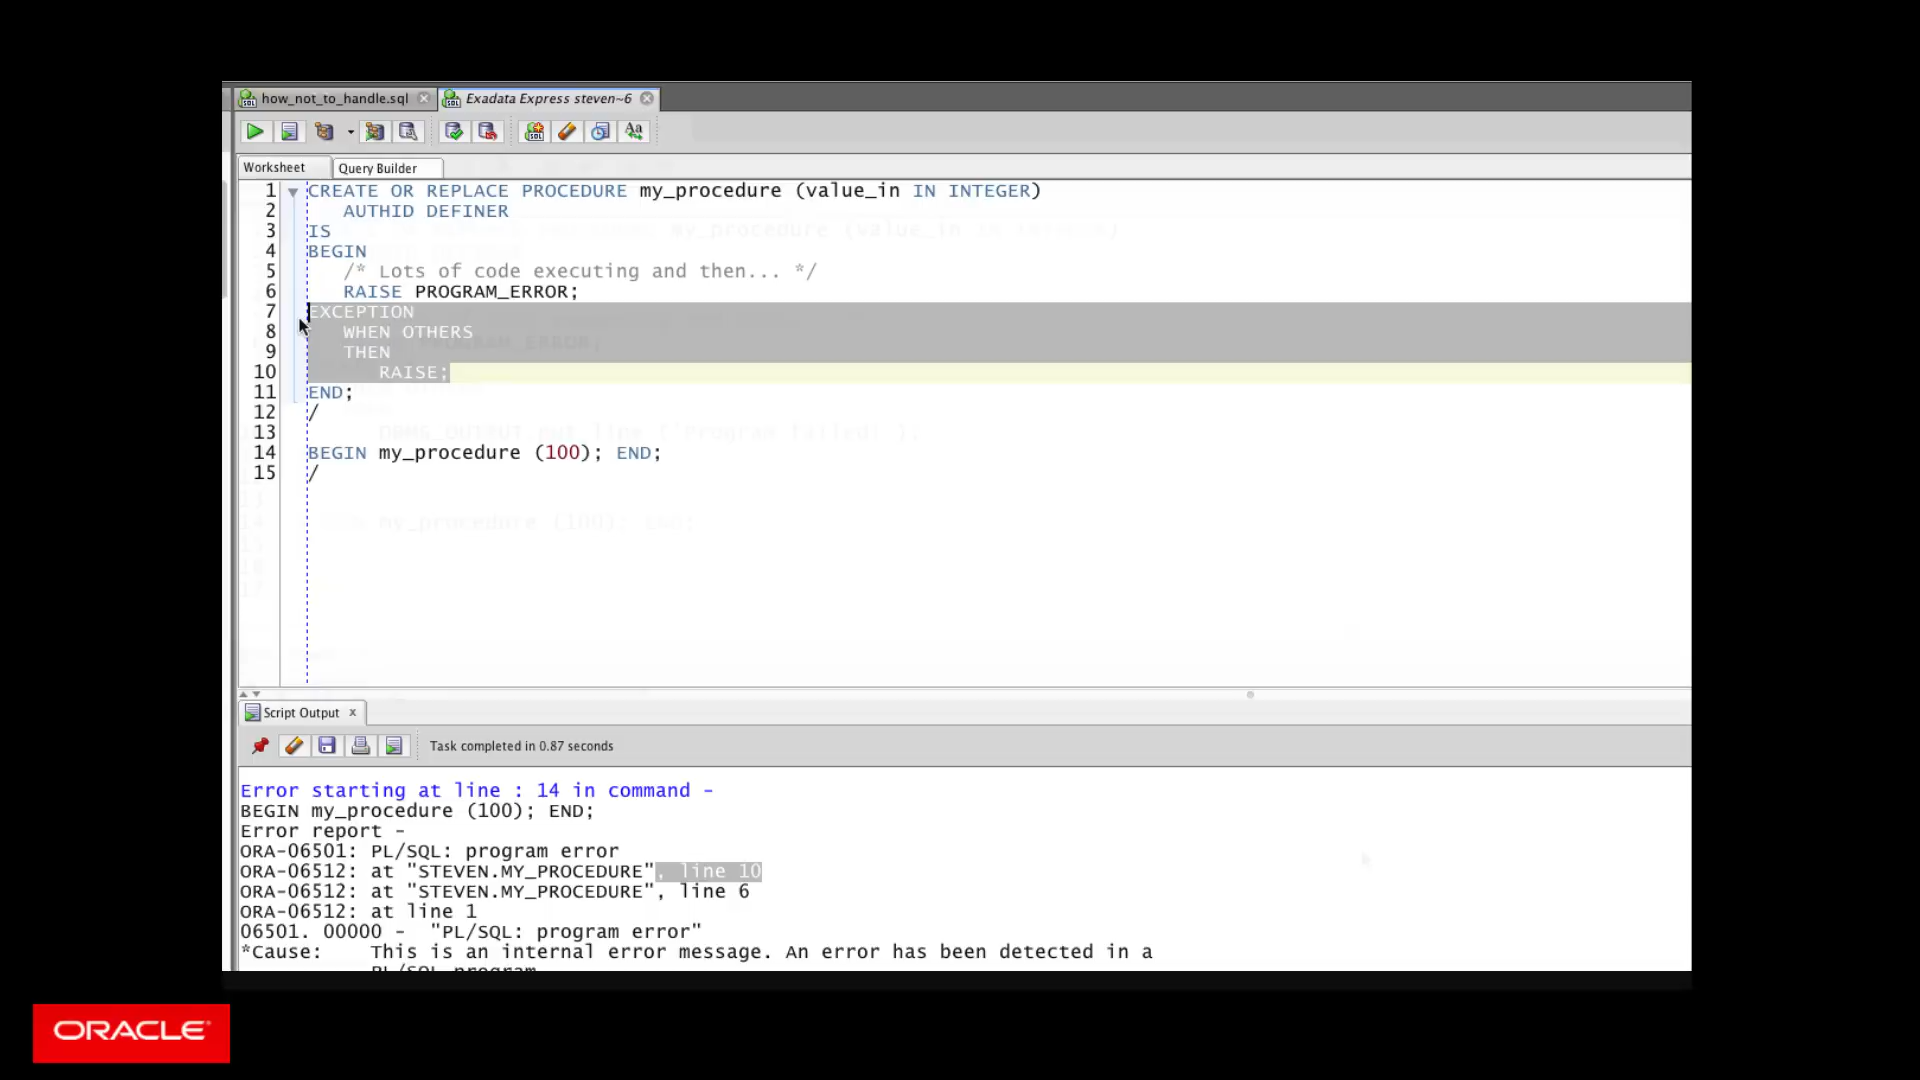 how_not_to_handle.sql
Exadata Express steven~6
Worksheet
Query Builder
1 CREATE OR REPLACE PROCEDURE my_procedure (value_in IN INTEGER)
2 AUTHID DEFINER
3 IS
4 BEGIN
5 /* Lots of code executing and then... */
6 RAISE PROGRAM_ERROR;
7 EXCEPTION
8 WHEN OTHERS
9 THEN
10 RAISE;
11 END;
12 /
13
14 BEGIN my_procedure (100); END;
15 /
Script Output x
Task completed in 0.87 seconds
Error starting at line : 14 in command -
BEGIN my_procedure (100); END;
Error report -
ORA-06501: PL/SQL: program error
ORA-06512: at "STEVEN.MY_PROCEDURE", line 10
ORA-06512: at "STEVEN.MY_PROCEDURE", line 6
ORA-06512: at line 1
06501. 00000 - "PL/SQL: program error"
*Cause: This is an internal error message. An error has been detected in a
PL/SQL program
ORACLE